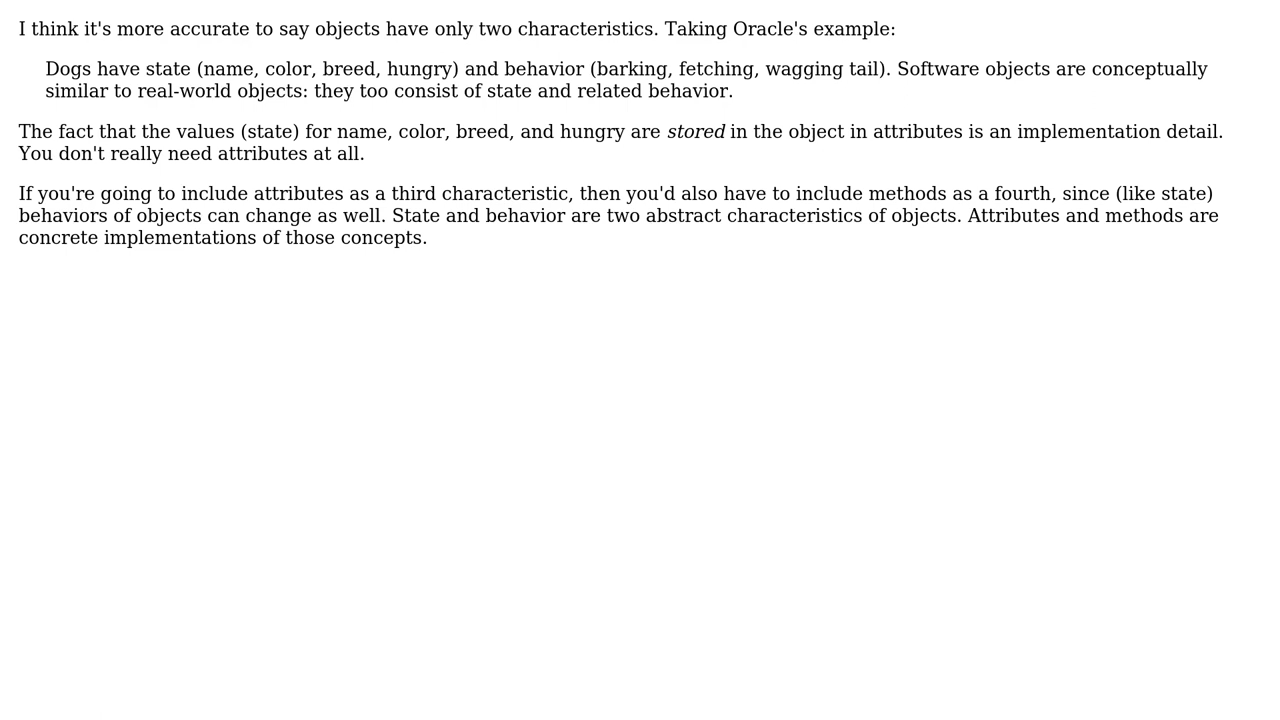 I think it's more accurate to say objects have only two characteristics. Taking Oracle's example:
Dogs have state (name, color, breed, hungry) and behavior (barking, fetching, wagging tail). Software objects are conceptually
similar to real-world objects: they too consist of state and related behavior.
The fact that the values (state) for name, color, breed, and hungry are stored in the object in attributes is an implementation detail.
You don't really need attributes at all.
If you're going to include attributes as a third characteristic, then you'd also have to include methods as a fourth, since (like state)
behaviors of objects can change as well. State and behavior are two abstract characteristics of objects. Attributes and methods are
concrete implementations of those concepts.